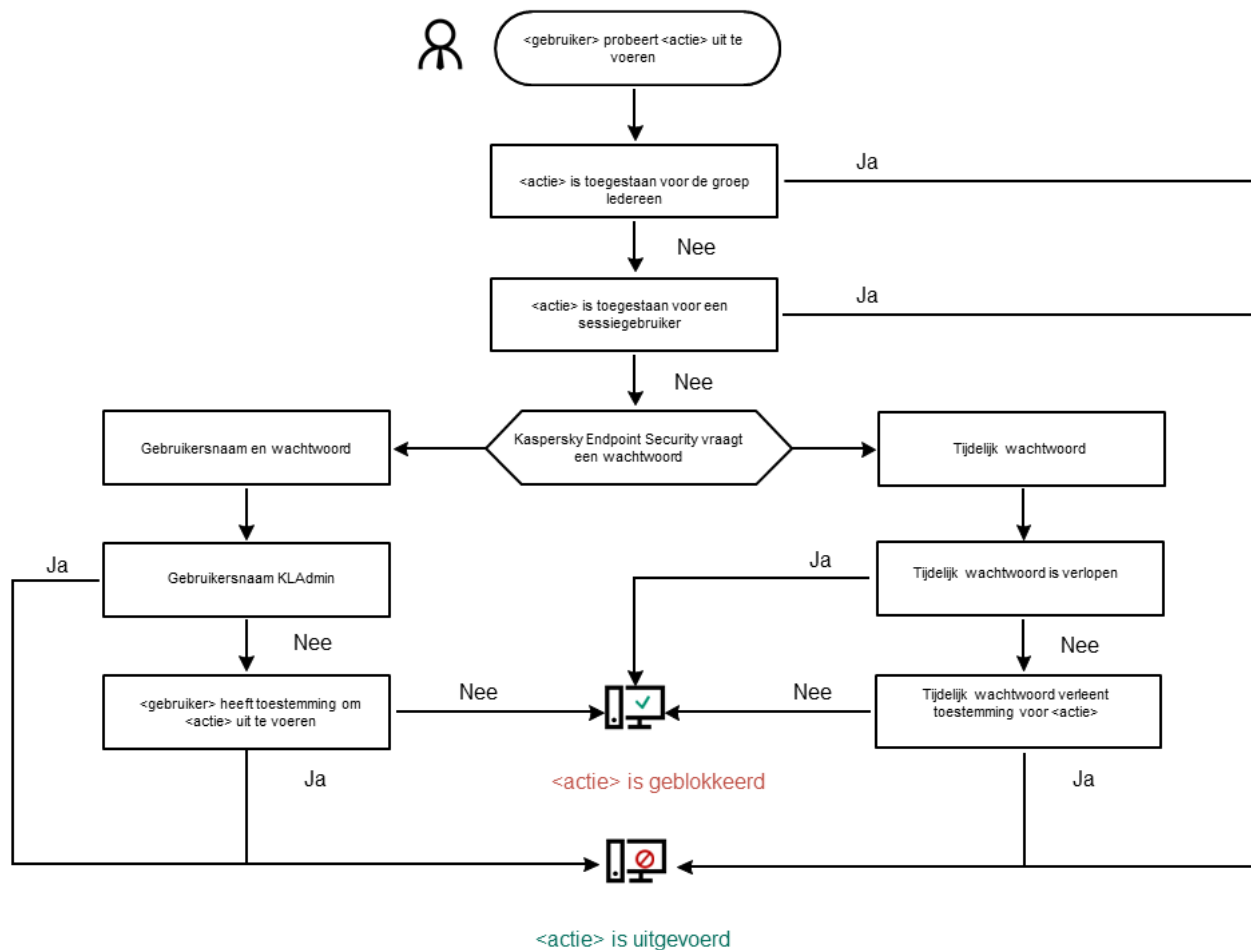 <gebruiker> probeert <actie> uit te
voeren
<actie> is toegestaan voor de groep
Iedereen
Ja
Nee
<actie> is toegestaan voor een
sessiegebruiker
Ja
Nee
Gebruikersnaam en wachtwoord
Kaspersky Endpoint Security vraagt
een wachtwoord
Tijdelijk wachtwoord
Ja
Gebruikersnaam KLAdmin
Ja
Tijdelijk wachtwoord is verlopen
Nee
Nee
<gebruiker> heeft toestemming om
<actie> uit te voeren
Nee
Nee
Tijdelijk wachtwoord verleent
toestemming voor <actie>
Ja
<actie> is geblokkeerd
Ja
<actie> is uitgevoerd